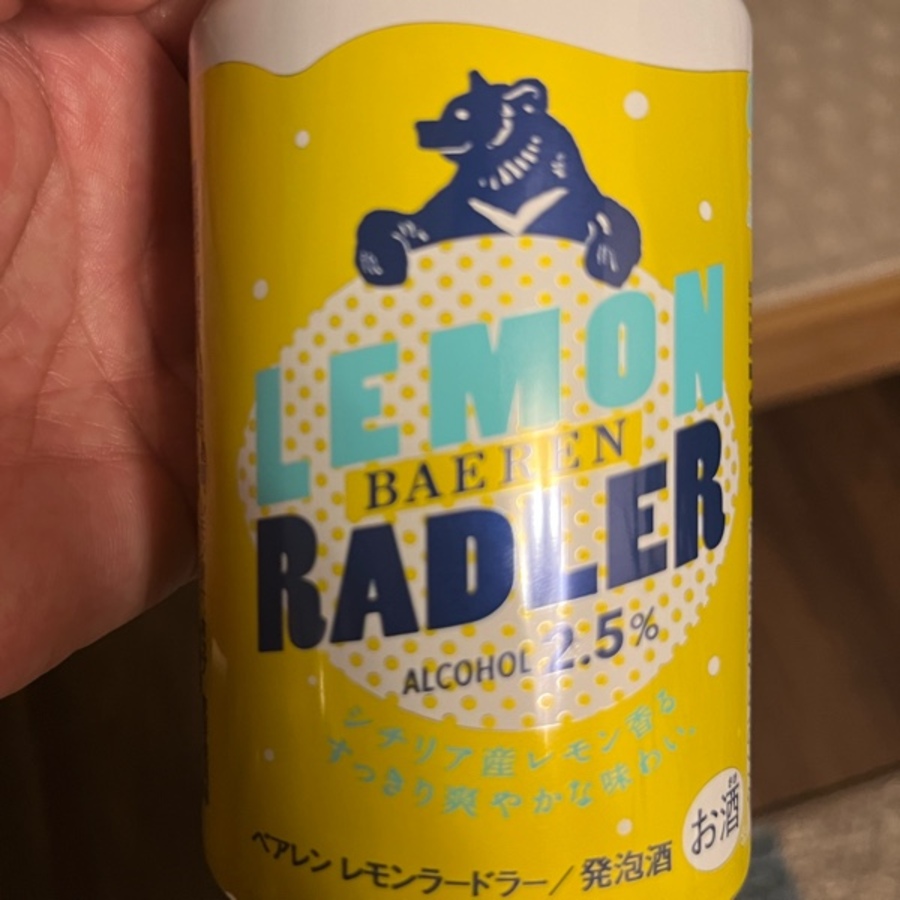 LEMON
BAEREN
RADLER
ALCOHOL 2.5%
シチリア産レモン香る
すっきり爽やかな味わい。
お酒
ベアレン レモンラードラー/発泡酒